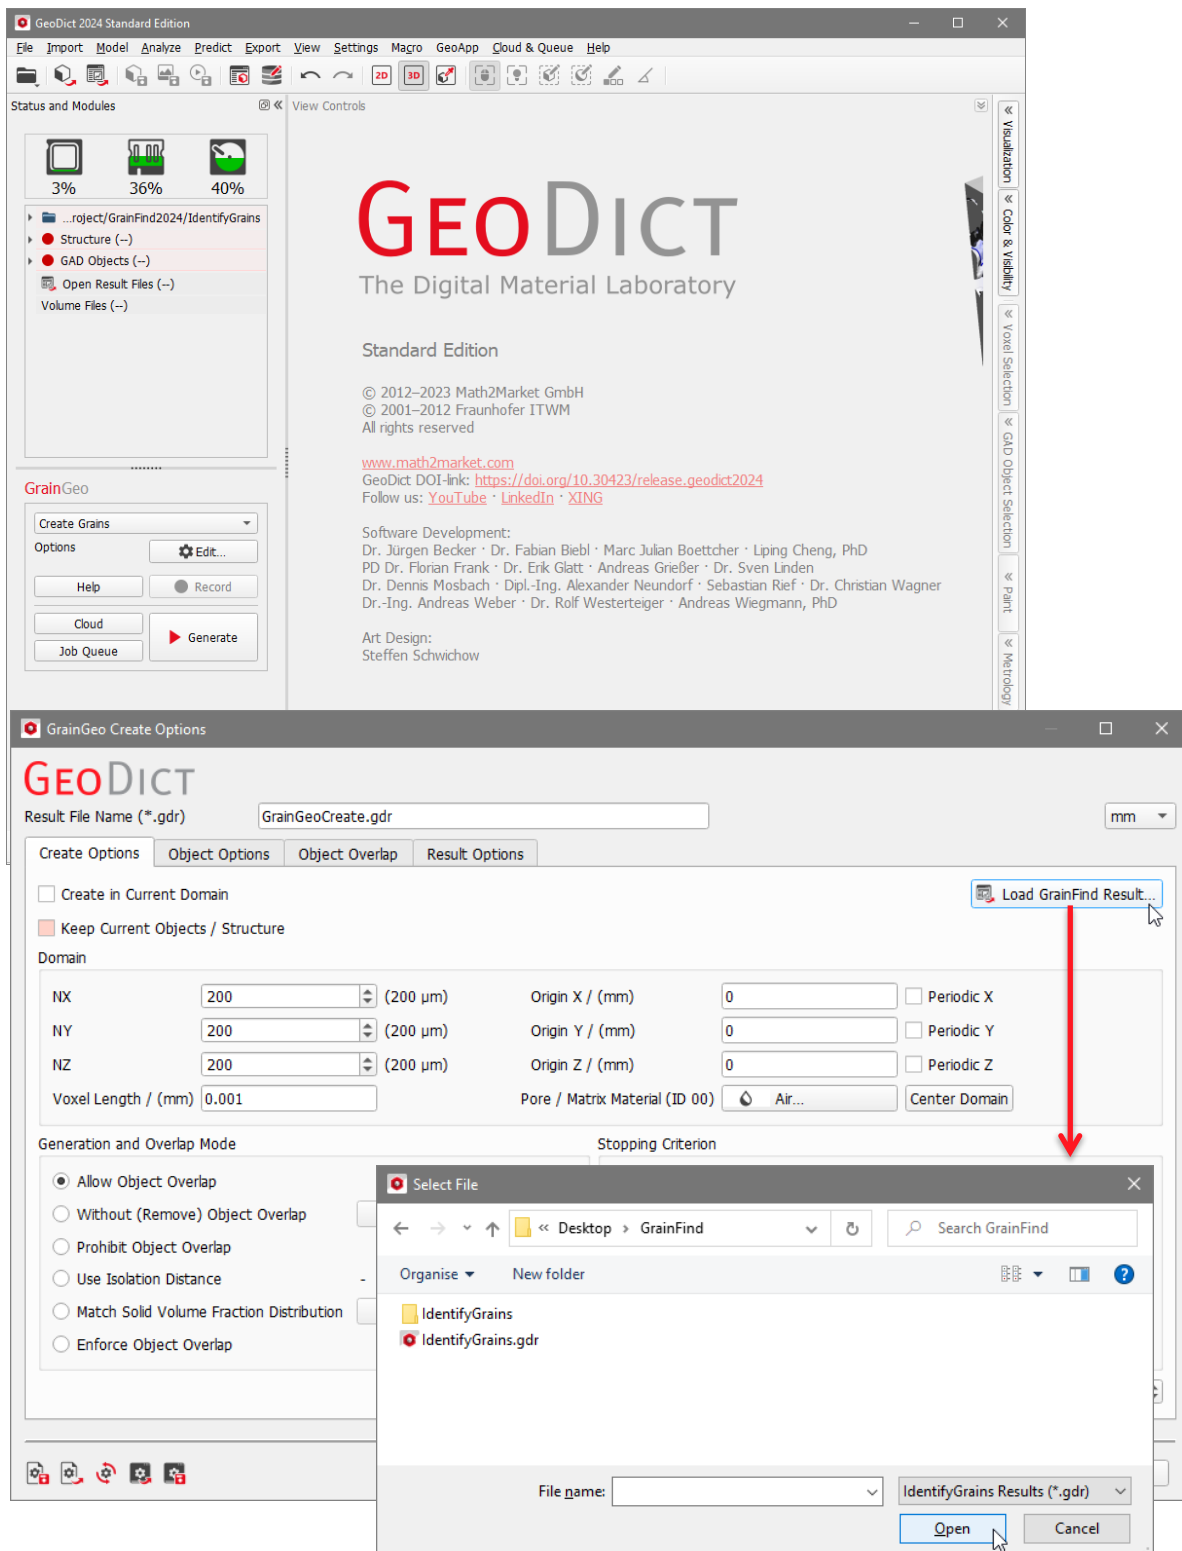 GeoDict 2024 Standard Edition
File Import Model Analyze Predict Export View Settings Macro GeoApp Cloud & Queue Help
2D 3D
Status and Modules
View Controls
3% 36% 40%
...roject/GrainFind2024/IdentifyGrains
Structure (--)
GAD Objects (--)
Open Result Files (--)
Volume Files (--)
GrainGeo
Create Grains
Options
Edit...
Help
Record
Cloud
Generate
Job Queue
GEODICT
The Digital Material Laboratory
Standard Edition
© 2012–2023 Math2Market GmbH
© 2001–2012 Fraunhofer ITWM
All rights reserved
www.math2market.com
GeoDict DOI-link: https://doi.org/10.30423/release.geodict2024
Follow us: YouTube · LinkedIn · XING
Software Development:
Dr. Jürgen Becker · Dr. Fabian Biebl · Marc Julian Boettcher · Liping Cheng, PhD
PD Dr. Florian Frank · Dr. Erik Glatt · Andreas Grießer · Dr. Sven Linden
Dr. Dennis Mosbach · Dipl.-Ing. Alexander Neundorf · Sebastian Rief · Dr. Christian Wagner
Dr.-Ing. Andreas Weber · Dr. Rolf Westerteiger · Andreas Wiegmann, PhD
Art Design:
Steffen Schwichow
Visualization
Color & Visibility
Voxel Selection
GAD Object Selection
Paint
Metrology
GrainGeo Create Options
GEODICT
Result File Name (*.gdr)
GrainGeoCreate.gdr
mm
Create Options Object Options Object Overlap Result Options
Create in Current Domain
Load GrainFind Result...
Keep Current Objects / Structure
Domain
NX 200 (200 µm) Origin X / (mm) 0 Periodic X
NY 200 (200 µm) Origin Y / (mm) 0 Periodic Y
NZ 200 (200 µm) Origin Z / (mm) 0 Periodic Z
Voxel Length / (mm) 0.001 Pore / Matrix Material (ID 00) Air... Center Domain
Generation and Overlap Mode
Stopping Criterion
Allow Object Overlap
Without (Remove) Object Overlap
Prohibit Object Overlap
Use Isolation Distance -
Match Solid Volume Fraction Distribution
Enforce Object Overlap
Select File
« Desktop › GrainFind
Search GrainFind
Organise New folder
?
IdentifyGrains
IdentifyGrains.gdr
File name:
IdentifyGrains Results (*.gdr)
Open Cancel